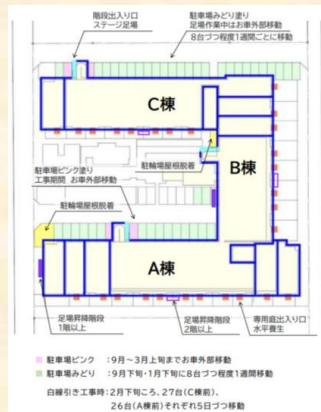 階段出入り口
ステージ足場
駐車場みどり塗り
足場作業中はお車外部移動
8台づつ程度1週間ごとに移動
C棟
B棟
駐車場ピンク塗り
工事期間 お車外部移動
駐輪場屋根脱着
駐輪場屋根脱着
A棟
足場昇降階段
1階以上
足場昇降階段
2階以上
専用庭出入り口
水平養生
駐車場ピンク :9月~3月上旬までお車外部移動
駐車場みどり :9月下旬・1月下旬に8台づつ程度1週間移動
白線引き工事時:2月下旬ころ、27台(C棟前)、
26台(A棟前)それぞれ5日づつ移動